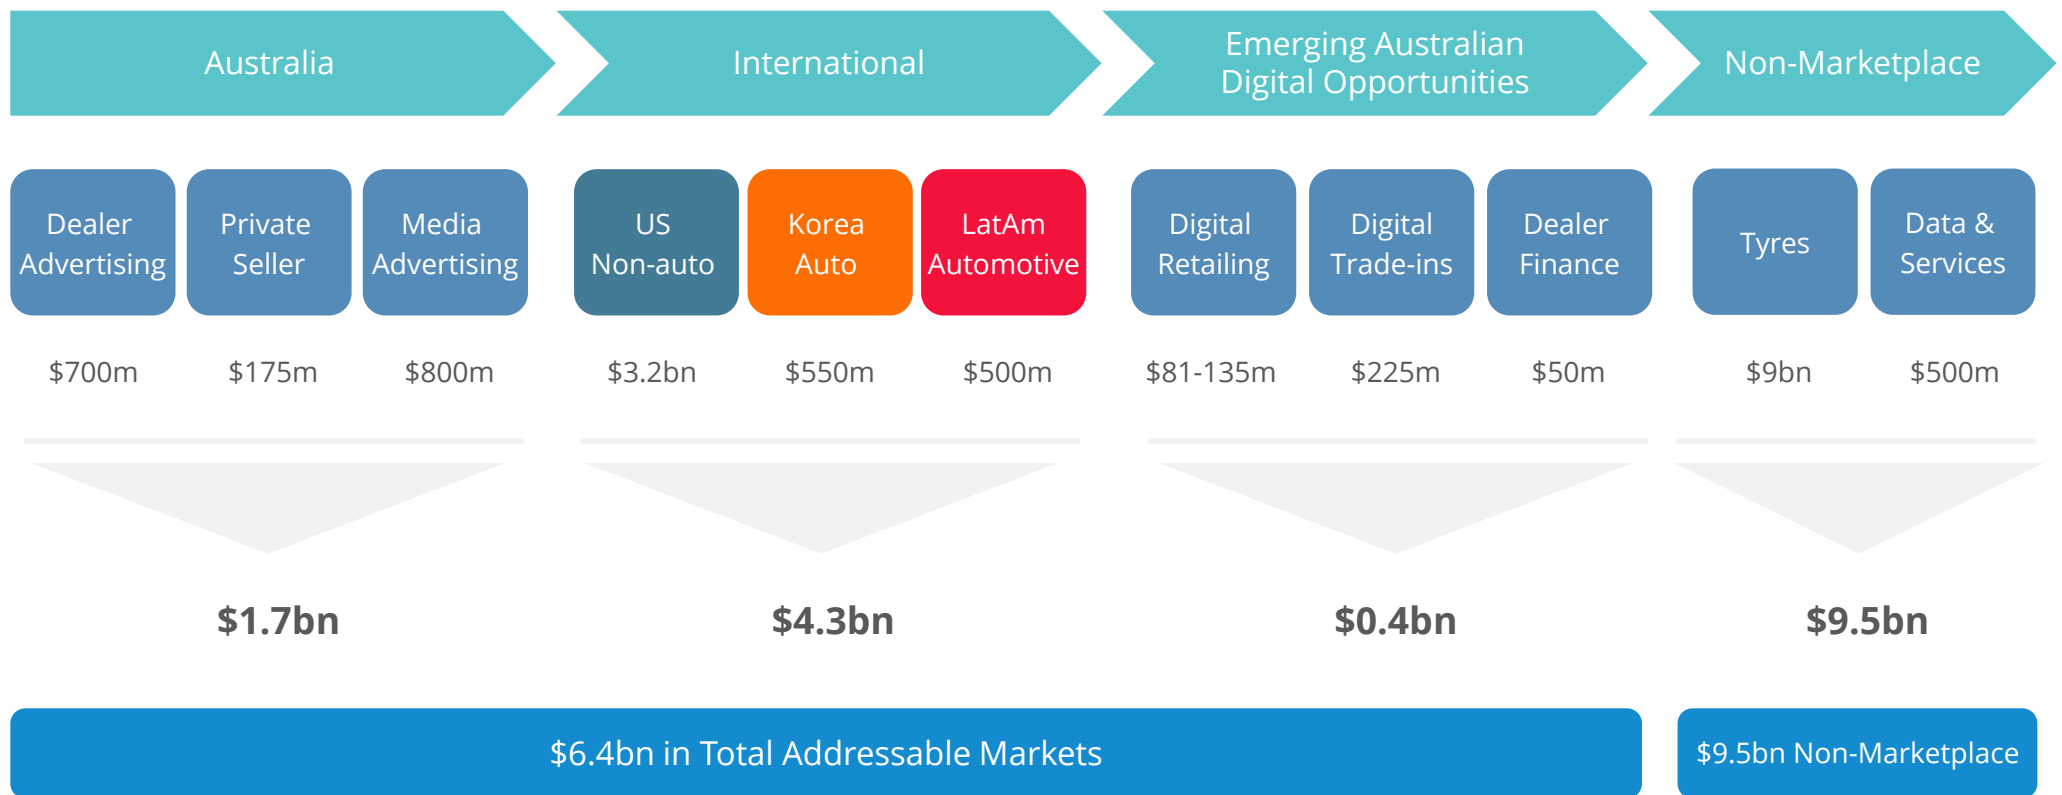 Australia
International
Emerging Australian
Digital Opportunities
Non-Marketplace
Dealer
Advertising
Private
Seller
Media
Advertising
US
Non-auto
Korea
Auto
LatAm
Automotive
Digital
Retailing
Digital
Trade-ins
Dealer
Finance
Tyres
Data &
Services
$700m
$175m
$800m
$3.2bn
$550m
$500m
$81-135m
$225m
$50m
$9bn
$500m
$1.7bn
$4.3bn
$0.4bn
$9.5bn
$6.4bn in Total Addressable Markets
$9.5bn Non-Marketplace